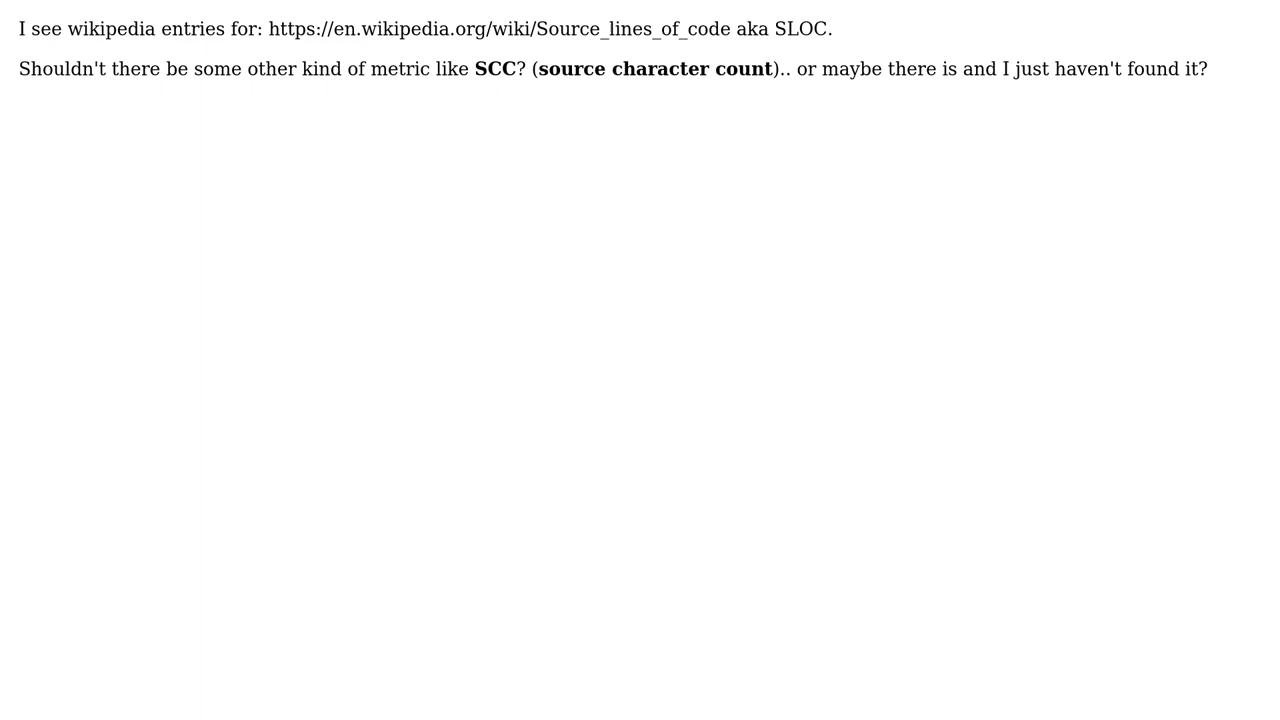 I see wikipedia entries for: https://en.wikipedia.org/wiki/Source_lines_of_code aka SLOC.
Shouldn't there be some other kind of metric like SCC? (source character count).. or maybe there is and I just haven't found it?